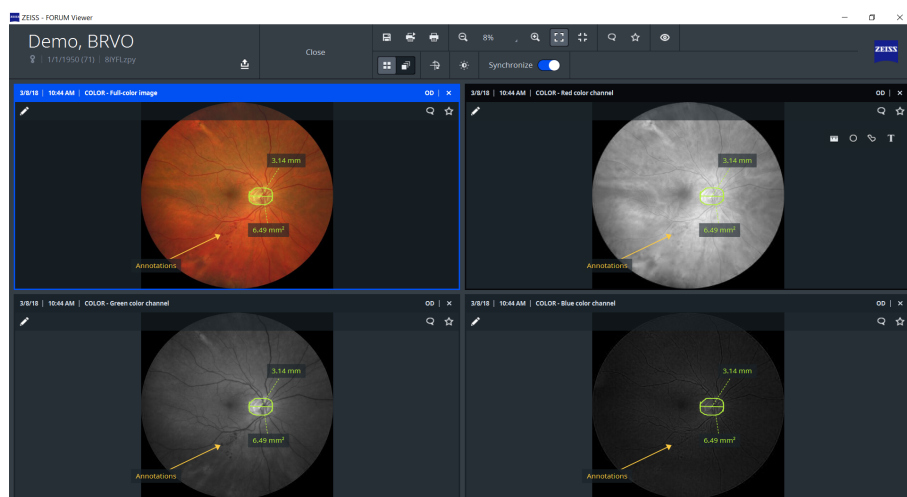 ZEISS - FORUM Viewer
Demo, BRVO
1/1/1950 (71) | 8IYFLrpy
Close
8%
Synchronize
ZEISS
3/8/18 | 10:44 AM | COLOR - Full-color image OD | ×
3.14 mm
6.49 mm²
Annotations
3/8/18 | 10:44 AM | COLOR - Red color channel OD | ×
T
3.14 mm
6.49 mm²
Annotations
3/8/18 | 10:44 AM | COLOR - Green color channel OD | ×
3.14 mm
6.49 mm²
Annotations
3/8/18 | 10:44 AM | COLOR - Blue color channel OD | ×
3.14 mm
6.49 mm²
Annotations